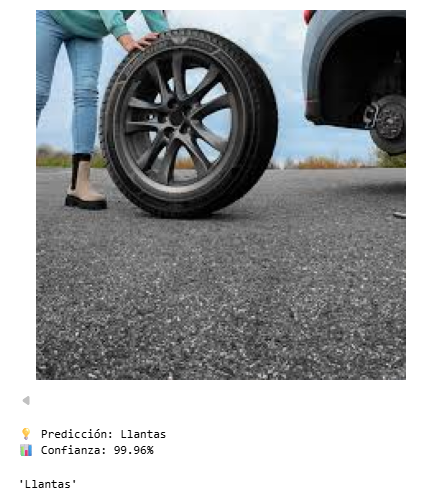 Predicción: Llantas
Confianza: 99.96%
'Llantas'